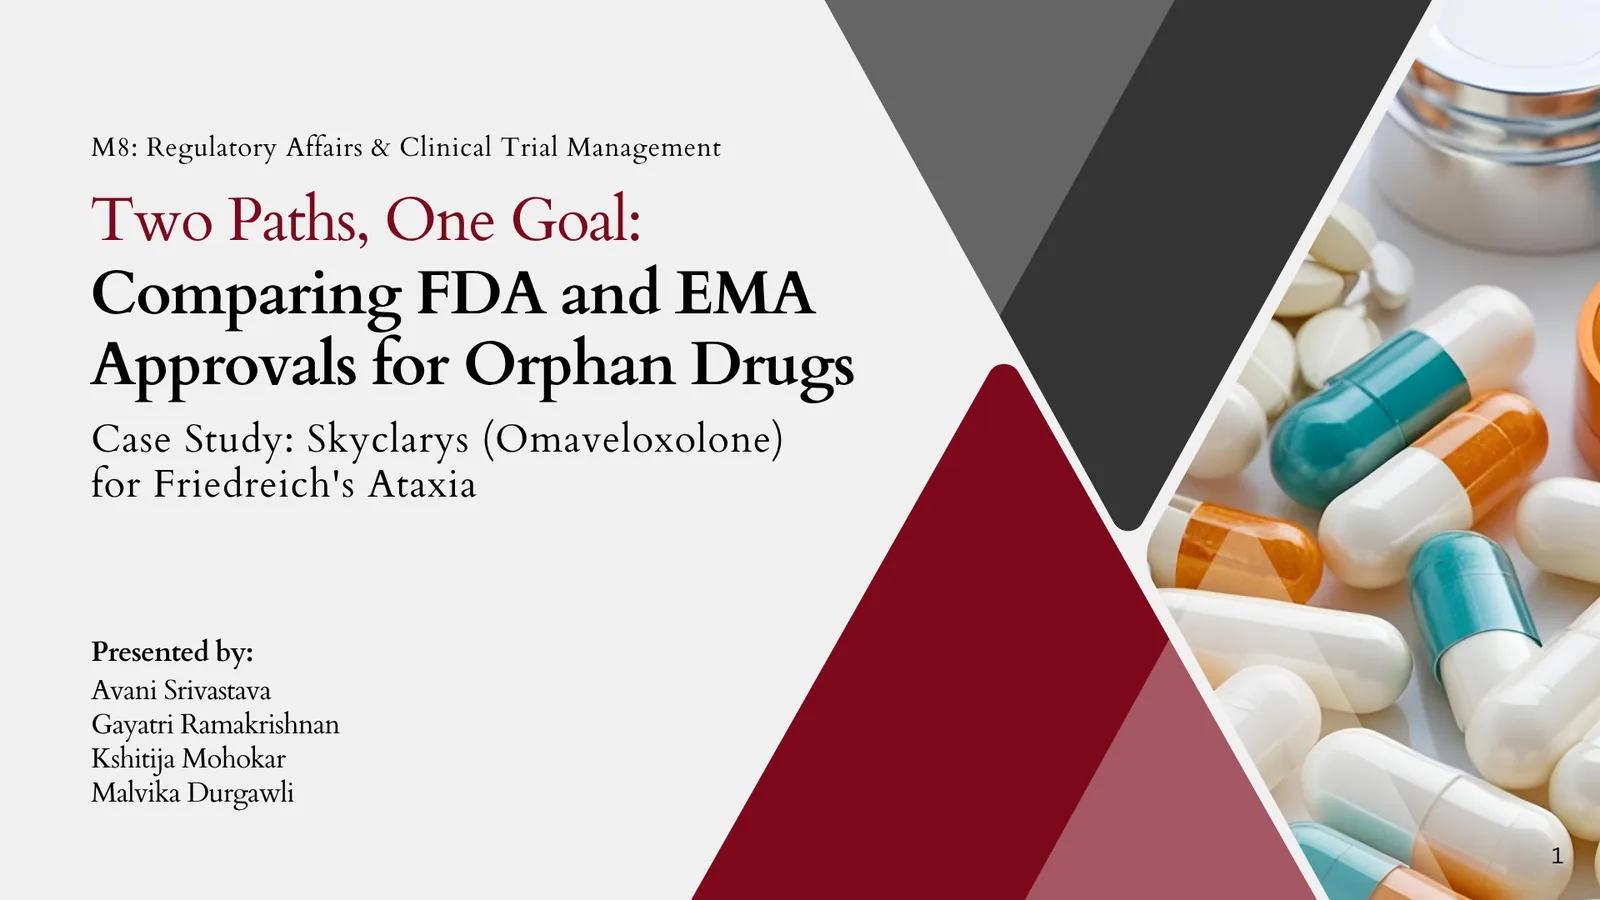 M8: Regulatory Affairs & Clinical Trial Management
Two Paths, One Goal:
Comparing FDA and EMA
Approvals for Orphan Drugs
Case Study: Skyclarys (Omaveloxolone)
for Friedreich's Ataxia
Presented by:
Avani Srivastava
Gayatri Ramakrishnan
Kshitija Mohokar
Malvika Durgawli
1